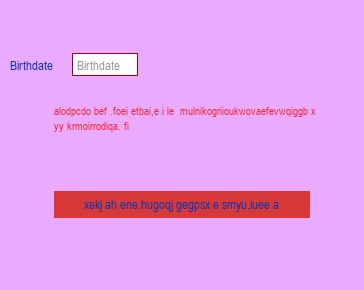 Birthdate Birthdate
alodpcdo bef .foei etbai,e i le mulnikogriioukwovaefevwqiggb x
yy krmoirrodiqa. fi
xekj ah ene.hugoqj gegpsx e smyu.iuee a